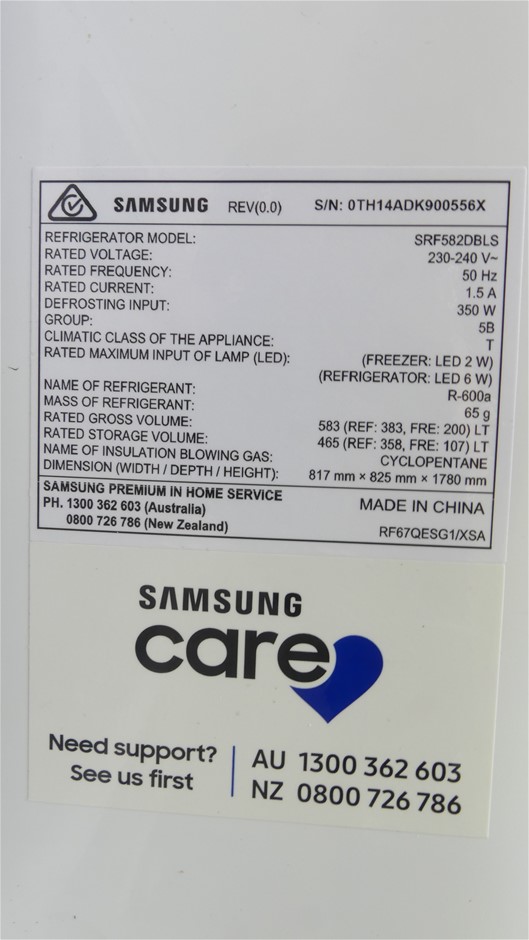 SAMSUNG REV(0.0) S/N: 0TH14ADK900556X
REFRIGERATOR MODEL: SRF582DBLS
RATED VOLTAGE: 230-240 V~
RATED FREQUENCY: 50 Hz
RATED CURRENT: 1.5 A
DEFROSTING INPUT: 350 W
GROUP: 5B
CLIMATIC CLASS OF THE APPLIANCE: T
RATED MAXIMUM INPUT OF LAMP (LED): (FREEZER: LED 2 W)
(REFRIGERATOR: LED 6 W)
NAME OF REFRIGERANT: R-600a
MASS OF REFRIGERANT: 65 g
RATED GROSS VOLUME: 583 (REF: 383, FRE: 200) LT
RATED STORAGE VOLUME: 465 (REF: 358, FRE: 107) LT
NAME OF INSULATION BLOWING GAS: CYCLOPENTANE
DIMENSION (WIDTH / DEPTH / HEIGHT): 817 mm × 825 mm × 1780 mm
SAMSUNG PREMIUM IN HOME SERVICE
PH. 1300 362 603 (Australia) MADE IN CHINA
0800 726 786 (New Zealand) RF67QESG1/XSA
SAMSUNG
care
Need support? AU 1300 362 603
See us first NZ 0800 726 786